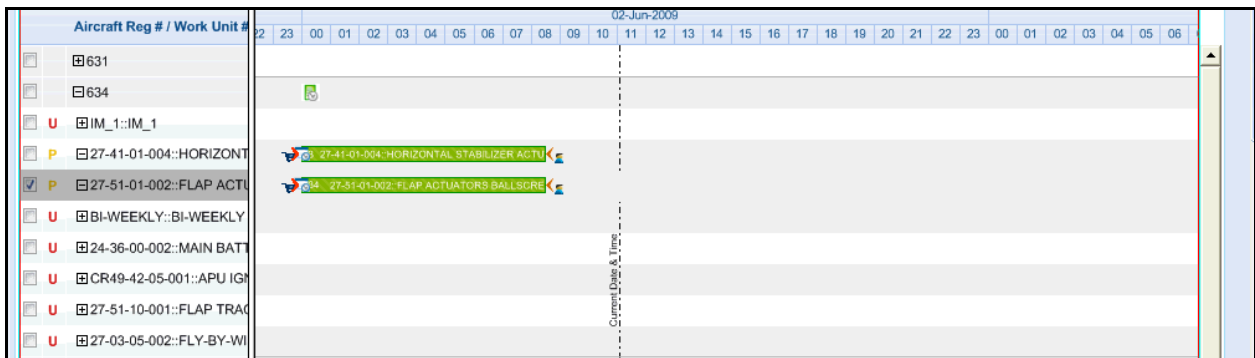 02-Jun-2009
Aircraft Reg # / Work Unit #
22 23 00 01 02 03 04 05 06 07 08 09 10 11 12 13 14 15 16 17 18 19 20 21 22 23 00 01 02 03 04 05 06
631
634
U IM_1::IM_1
P 27-41-01-004::HORIZONT
27-41-01-004::HORIZONTAL STABILIZER ACTU
P 27-51-01-002::FLAP ACTU
27-51-01-002::FLAP ACTUATORS BALLSCRE
U BI-WEEKLY::BI-WEEKLY
U 24-36-00-002::MAIN BATT
U CR49-42-05-001::APU IGN
U 27-51-10-001::FLAP TRAC
U 27-03-05-002::FLY-BY-WI
Current Date & Time